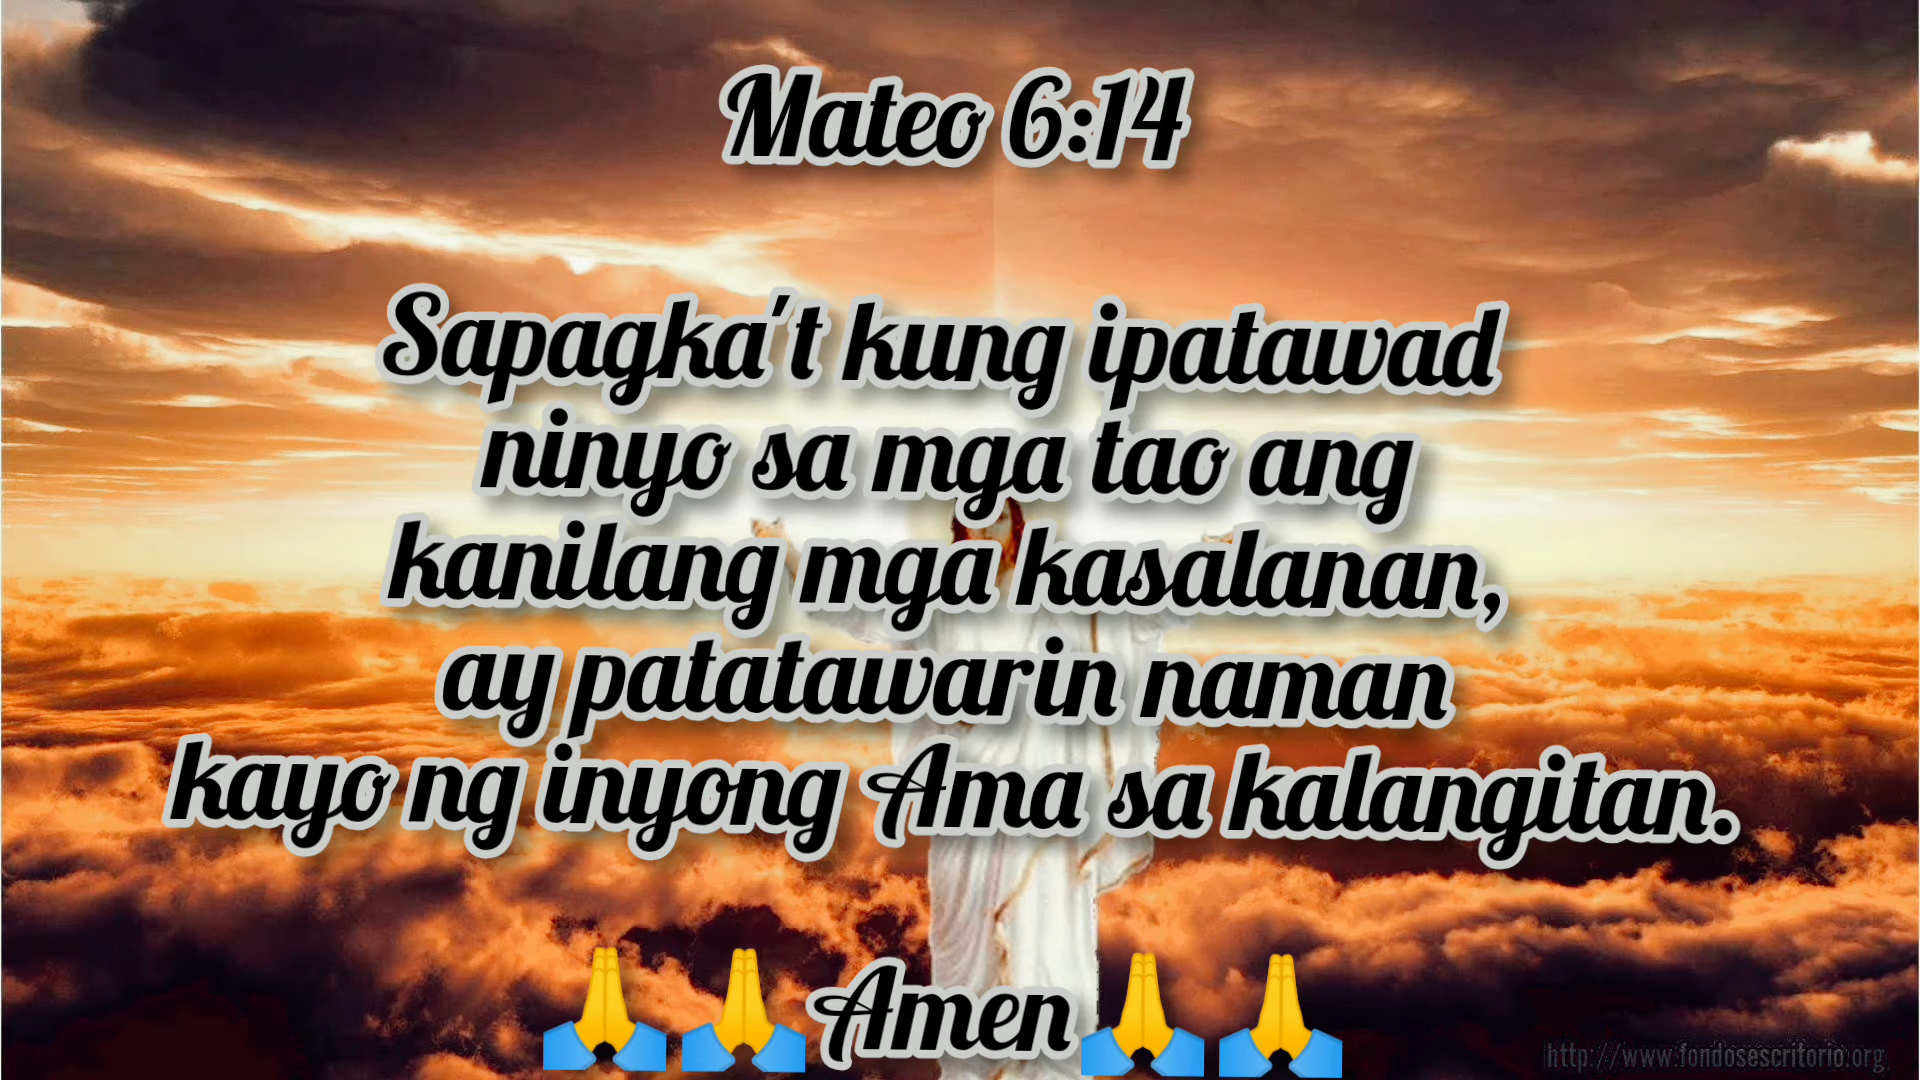 Mateo 6:14
Sapagka't kung ipatawad
ninyo sa mga tao ang
kanilang mga kasalanan,
ay patatawarin naman
kayo ng inyong Ama sa kalangitan.
🙏🙏Amen🙏🙏
http://www.fondosescritorio.org